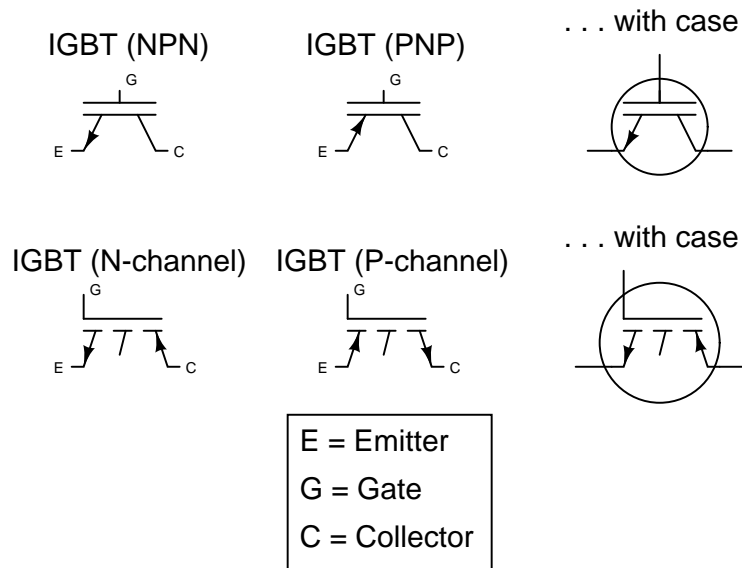 . . . with case
IGBT (NPN)
IGBT (PNP)
G
G
E
C
E
C
. . . with case
IGBT (N-channel)
IGBT (P-channel)
G
G
E
C
E
C
E = Emitter
G = Gate
C = Collector